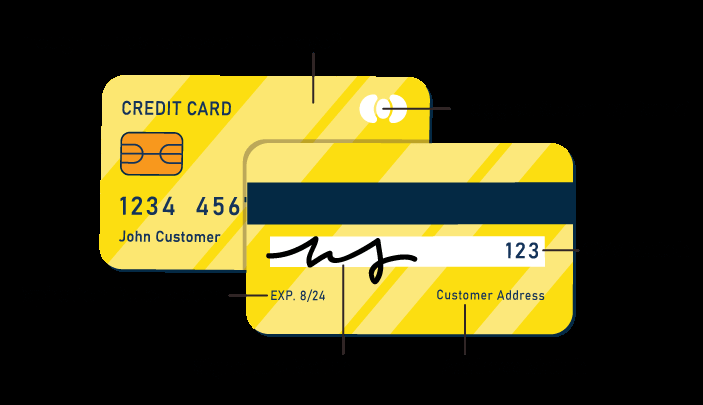 CREDIT CARD
1234 456
John Customer
123
EXP. 8/24
Customer Address